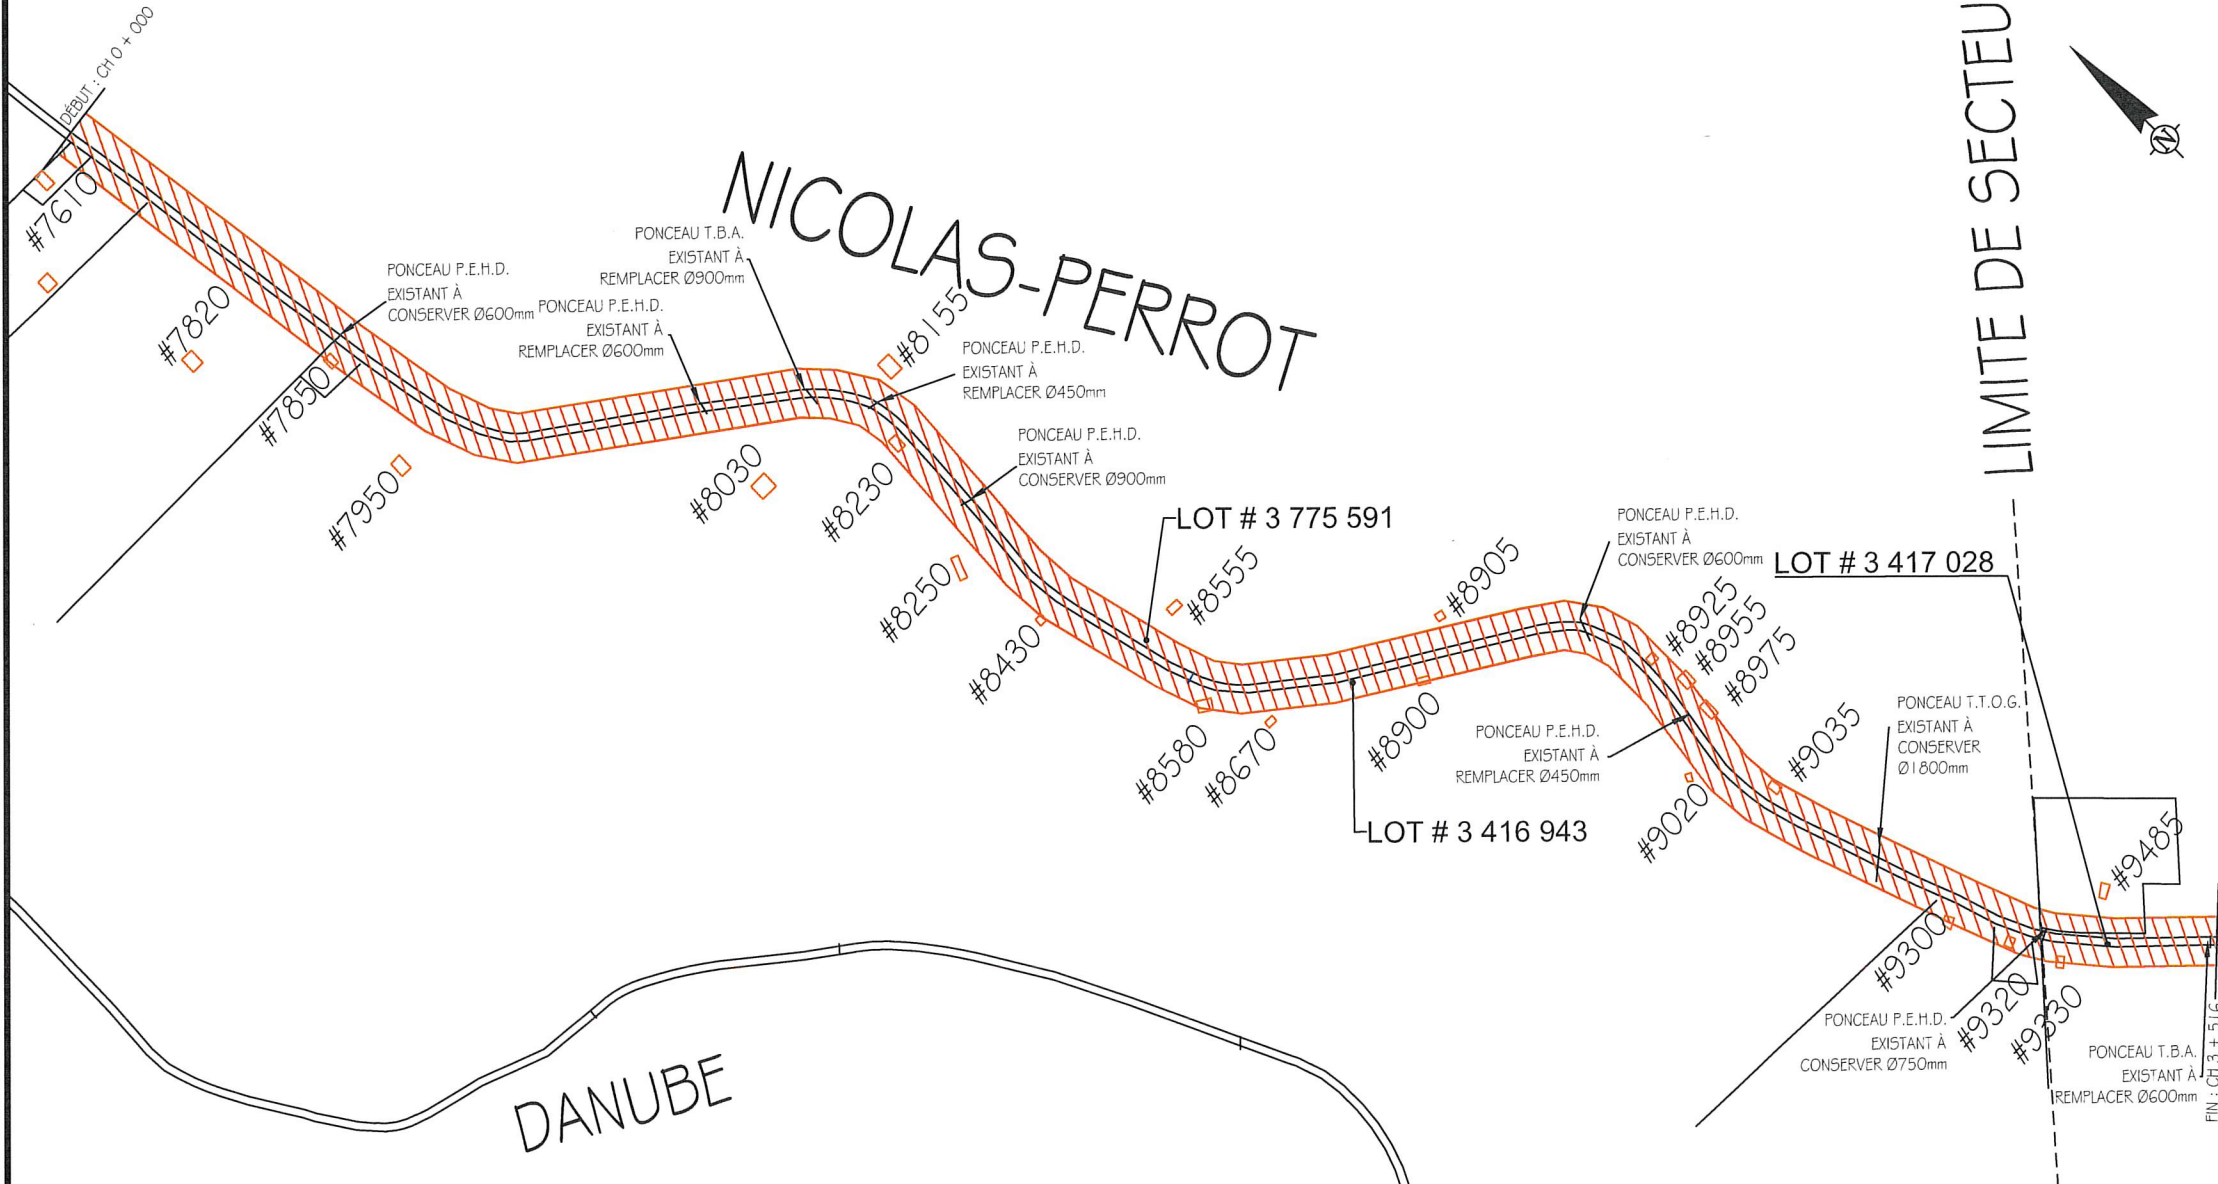 DÉBUT : CH 0 + 000
#7610
#7820
PONCEAU P.E.H.D.
EXISTANT À
CONSERVER Ø600mm
#7850
#7950
PONCEAU T.B.A.
EXISTANT À
REMPLACER Ø900mm
PONCEAU P.E.H.D.
EXISTANT À
REMPLACER Ø600mm
NICOLAS-PERROT
#8155
#8030
PONCEAU P.E.H.D.
EXISTANT À
REMPLACER Ø450mm
#8230
PONCEAU P.E.H.D.
EXISTANT À
CONSERVER Ø900mm
#8250
#8430
LOT # 3 775 591
#8555
#8580
#8670
#8905
#8900
LOT # 3 416 943
PONCEAU P.E.H.D.
EXISTANT À
CONSERVER Ø600mm
#8925
#8955
#8975
PONCEAU P.E.H.D.
EXISTANT À
REMPLACER Ø450mm
#9020
#9035
LOT # 3 417 028
PONCEAU T.T.O.G.
EXISTANT À
CONSERVER
Ø1800mm
LIMITE DE SECTEU
N
#9485
#9300
#9320
#9330
PONCEAU P.E.H.D.
EXISTANT À
CONSERVER Ø750mm
PONCEAU T.B.A.
EXISTANT À
REMPLACER Ø600mm
FIN : CH 3 + 516
DANUBE